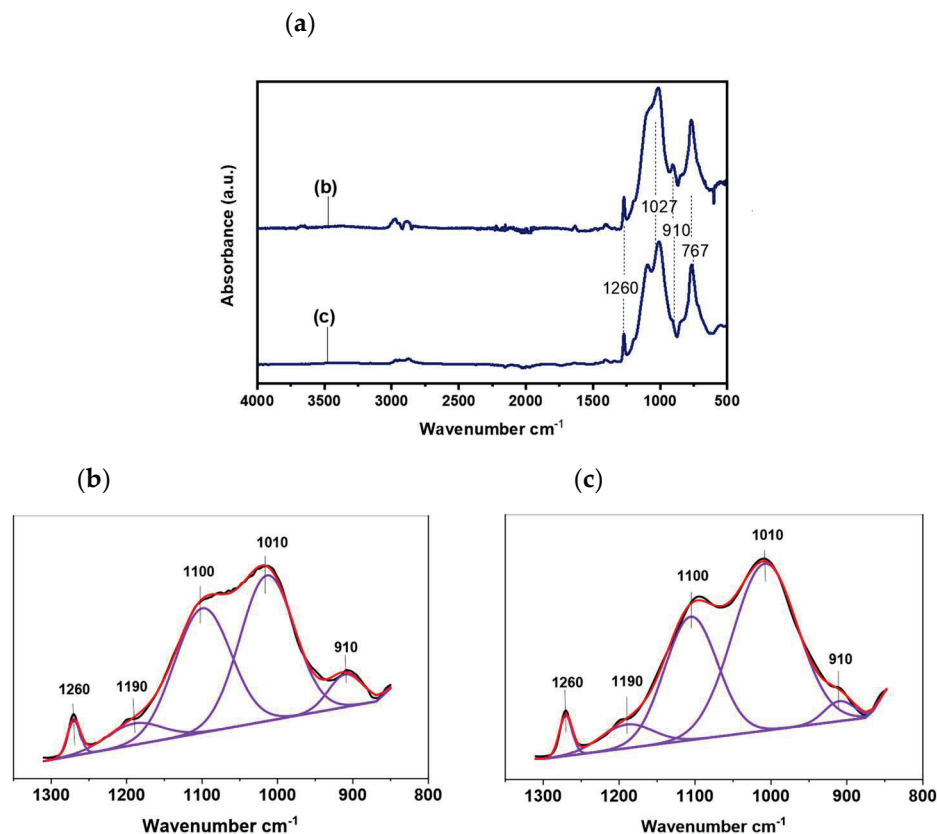 (a)
Absorbance (a.u.)
(b)
(c)
1027
910
767
1260
4000 3500 3000 2500 2000 1500 1000 500
Wavenumber cm-1
(b)
1260
1190
1100
1010
910
1300 1200 1100 1000 900 800
Wavenumber cm-1
(c)
1260
1190
1100
1010
910
1300 1200 1100 1000 900 800
Wavenumber cm-1